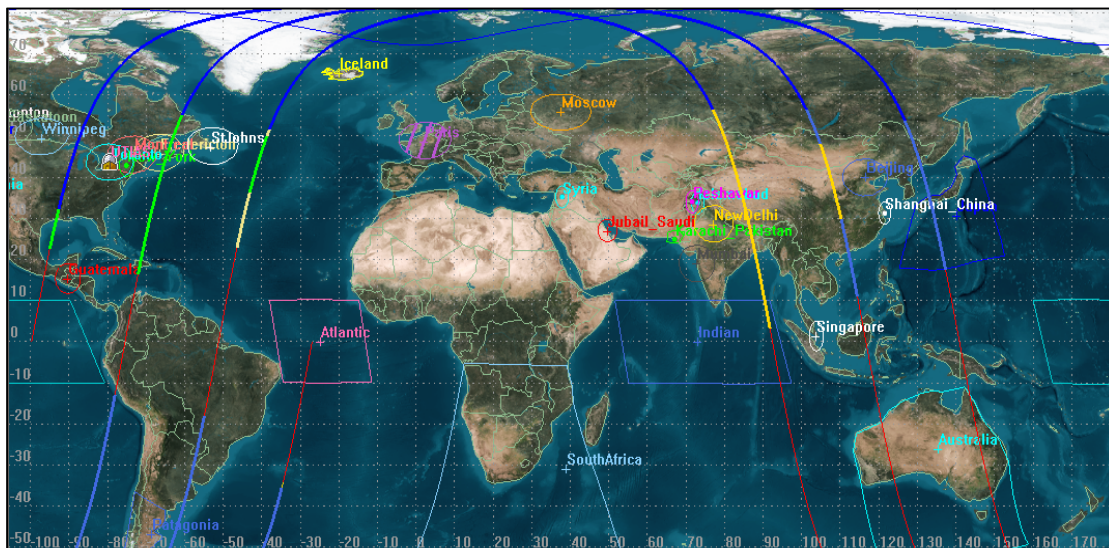 70
Iceland
60
Moscow
Winnipeg
StJohns
Fredericton
Paris
Beijing
40
Syria
Peshawar
Shanghai_China
30
Jubail_Saudi
NewDelhi
Karachi_Pakistan
20
Guatemala
10
0
Atlantic
Indian
Singapore
-10
-20
Australia
-30
SouthAfrica
-40
Patagonia
-50
-100 -90 -80 -70 -60 -50 -40 -30 -20 -10 0 10 20 30 40 50 60 70 80 90 100 110 120 130 140 150 160 170